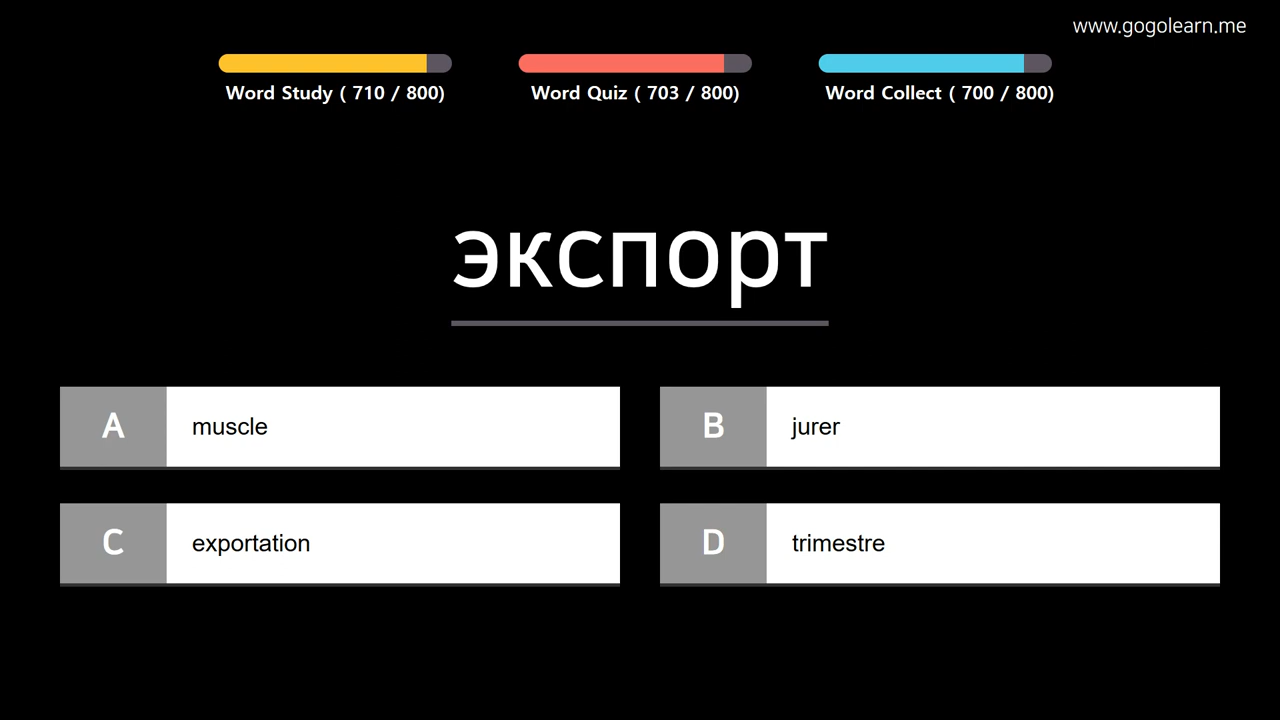 www.gogolearn.me
Word Study ( 710 / 800)
Word Quiz ( 703 / 800)
Word Collect ( 700 / 800)
экспорт
A muscle
B jurer
C exportation
D trimestre